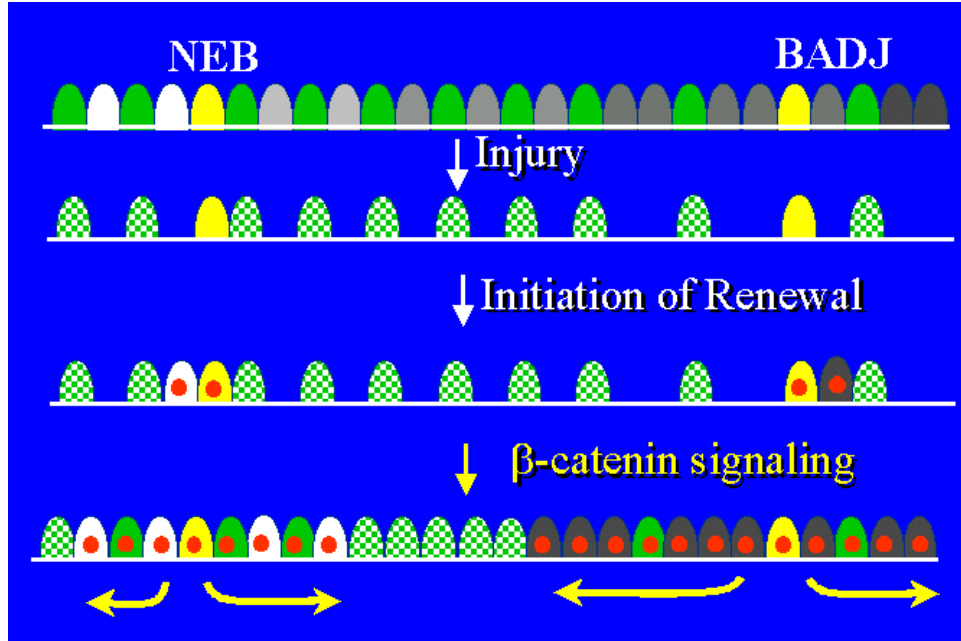 NEB
BADJ
Injury
Initiation of Renewal
β-catenin signaling